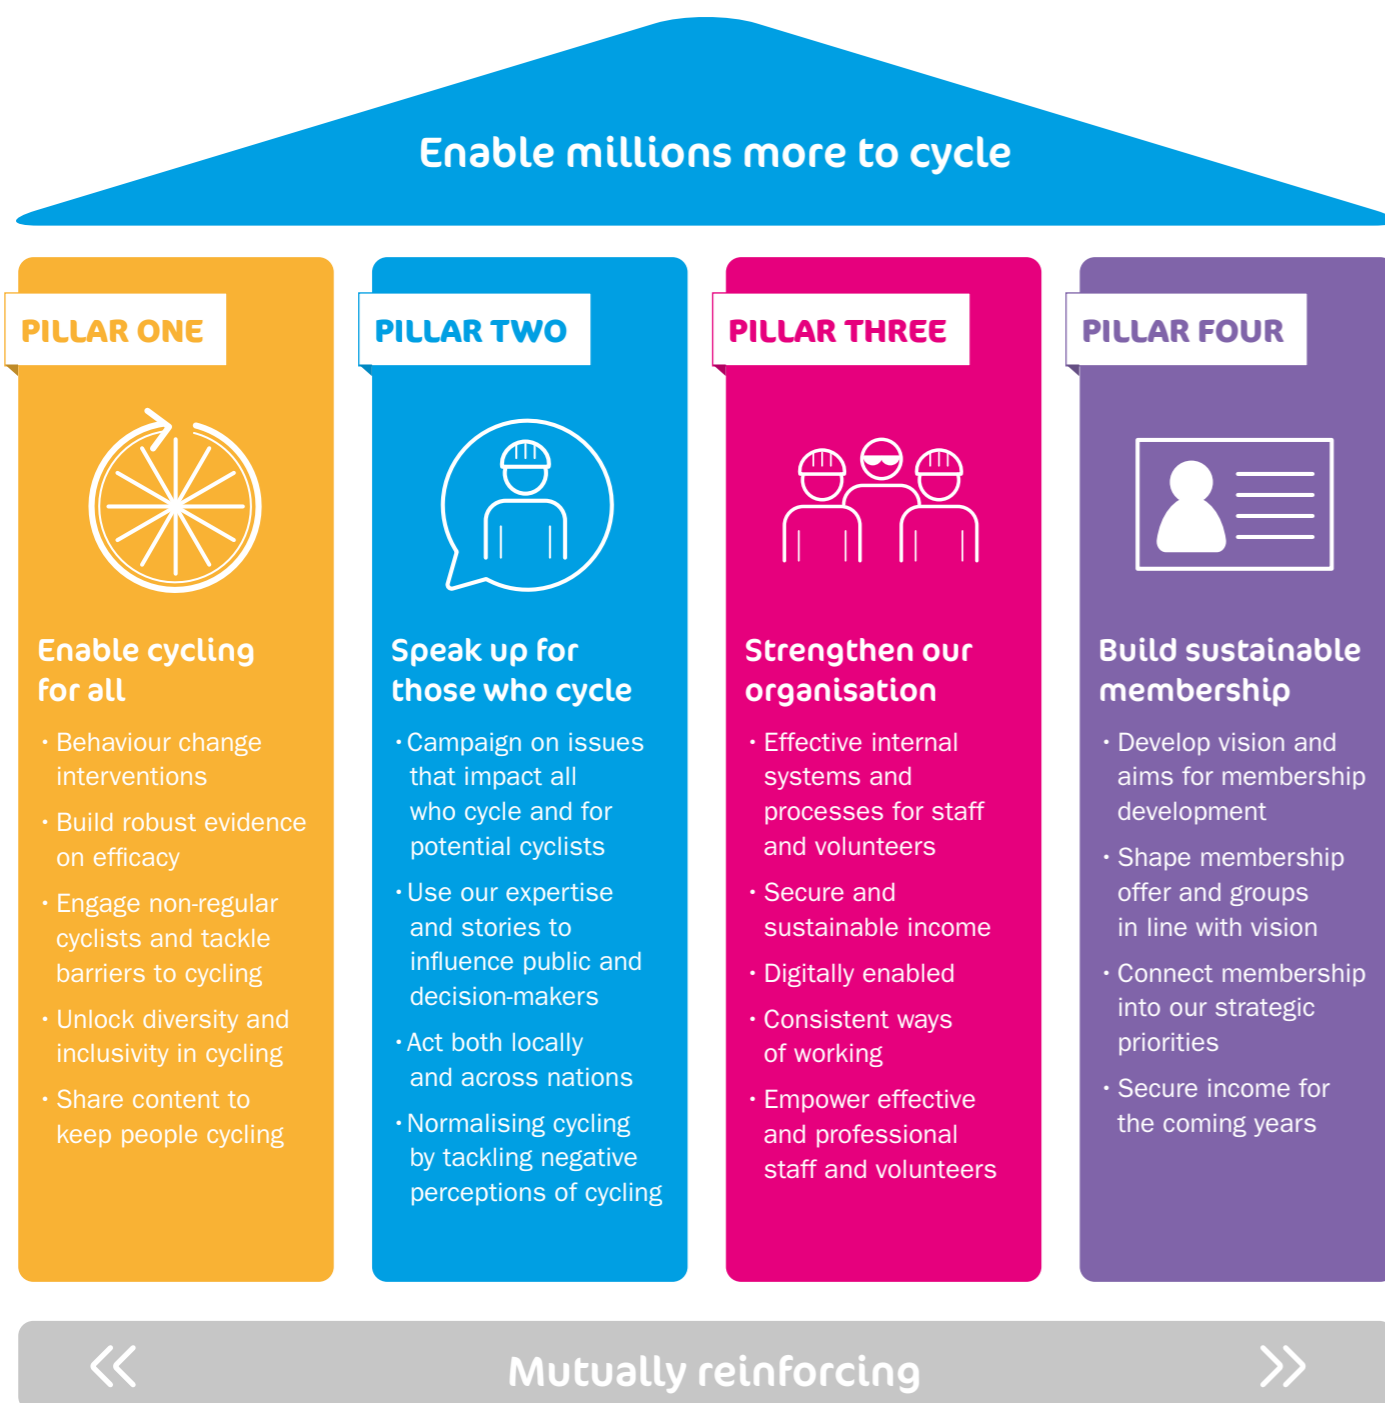 Enable millions more to cycle
PILLAR ONE
Enable cycling
for all
· Behaviour change
interventions
· Build robust evidence
on efficacy
· Engage non-regular
cyclists and tackle
barriers to cycling
· Unlock diversity and
inclusivity in cycling
· Share content to
keep people cycling
PILLAR TWO
Speak up for
those who cycle
· Campaign on issues
that impact all
who cycle and for
potential cyclists
· Use our expertise
and stories to
influence public and
decision-makers
· Act both locally
and across nations
· Normalising cycling
by tackling negative
perceptions of cycling
PILLAR THREE
Strengthen our
organisation
· Effective internal
systems and
processes for staff
and volunteers
· Secure and
sustainable income
· Digitally enabled
· Consistent ways
of working
· Empower effective
and professional
staff and volunteers
PILLAR FOUR
Build sustainable
membership
· Develop vision and
aims for membership
development
· Shape membership
offer and groups
in line with vision
· Connect membership
into our strategic
priorities
· Secure income for
the coming years
Mutually reinforcing